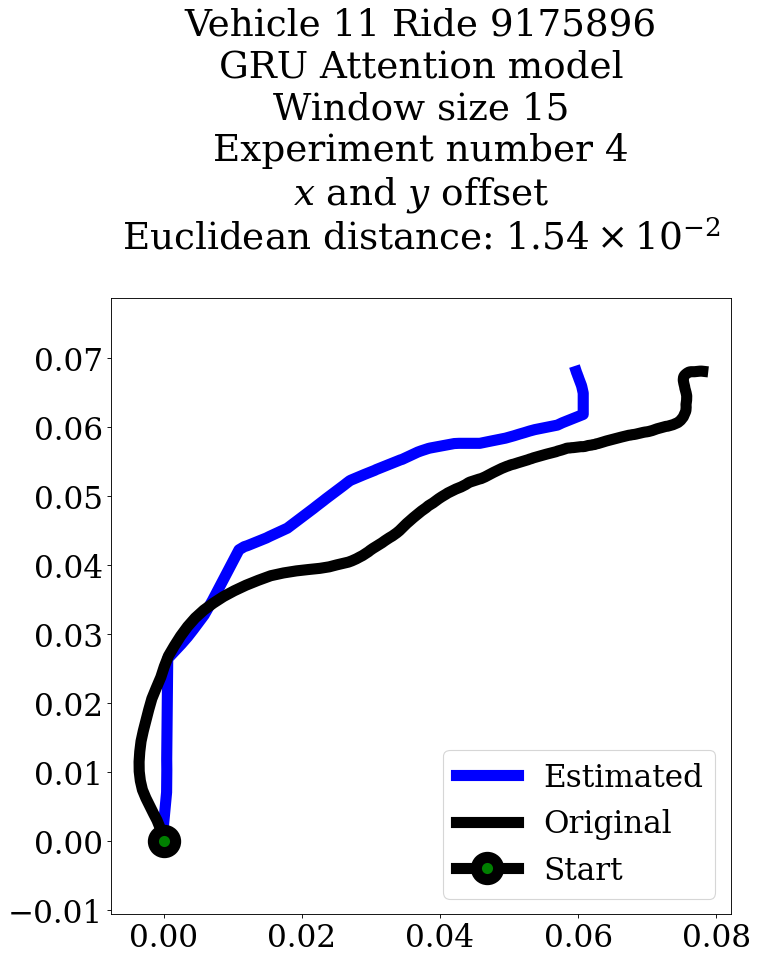 Vehicle 11 Ride 9175896
GRU Attention model
Window size 15
Experiment number 4
x and y offset
Euclidean distance: 1.54 × 10⁻²
0.07
0.06
0.05
0.04
0.03
0.02
0.01
0.00
−0.01
Estimated
Original
Start
0.00 0.02 0.04 0.06 0.08